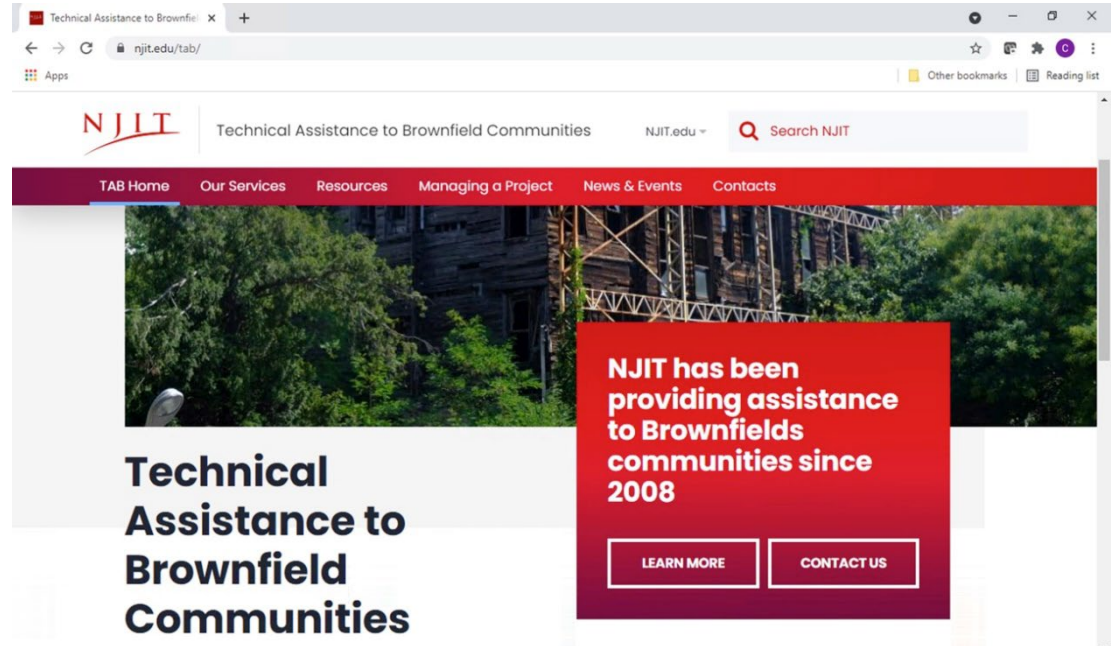 Technical Assistance to Brownfiel
njit.edu/tab/
C
Apps
Other bookmarks
Reading list
NJIT
Technical Assistance to Brownfield Communities
NJIT.edu
Search NJIT
TAB Home Our Services Resources Managing a Project News & Events Contacts
NJIT has been
providing assistance
to Brownfields
communities since
2008
LEARN MORE CONTACT US
Technical
Assistance to
Brownfield
Communities